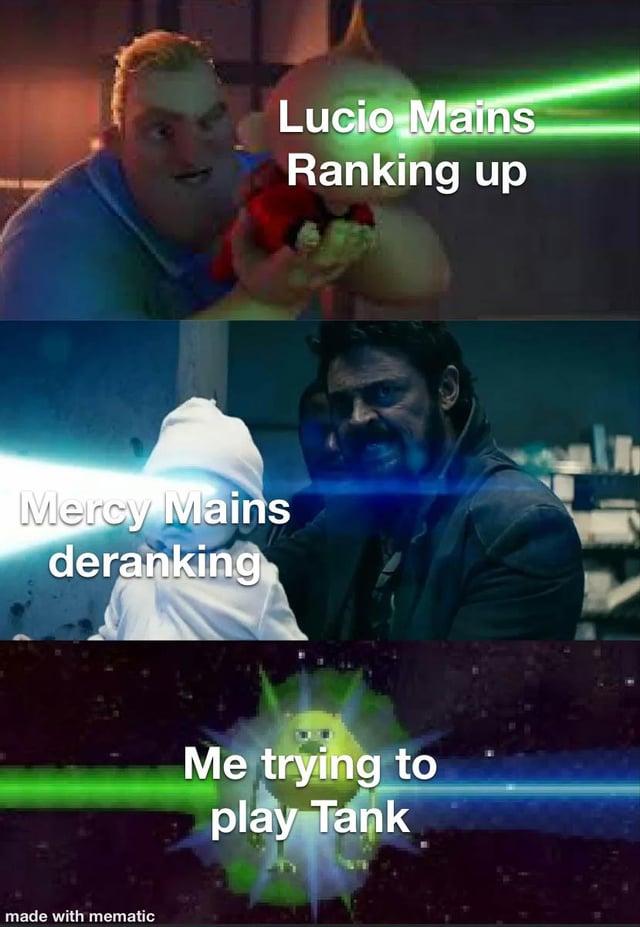 Lucio Mains
Ranking up
Mercy Mains
deranking
Me trying to
play Tank
made with mematic